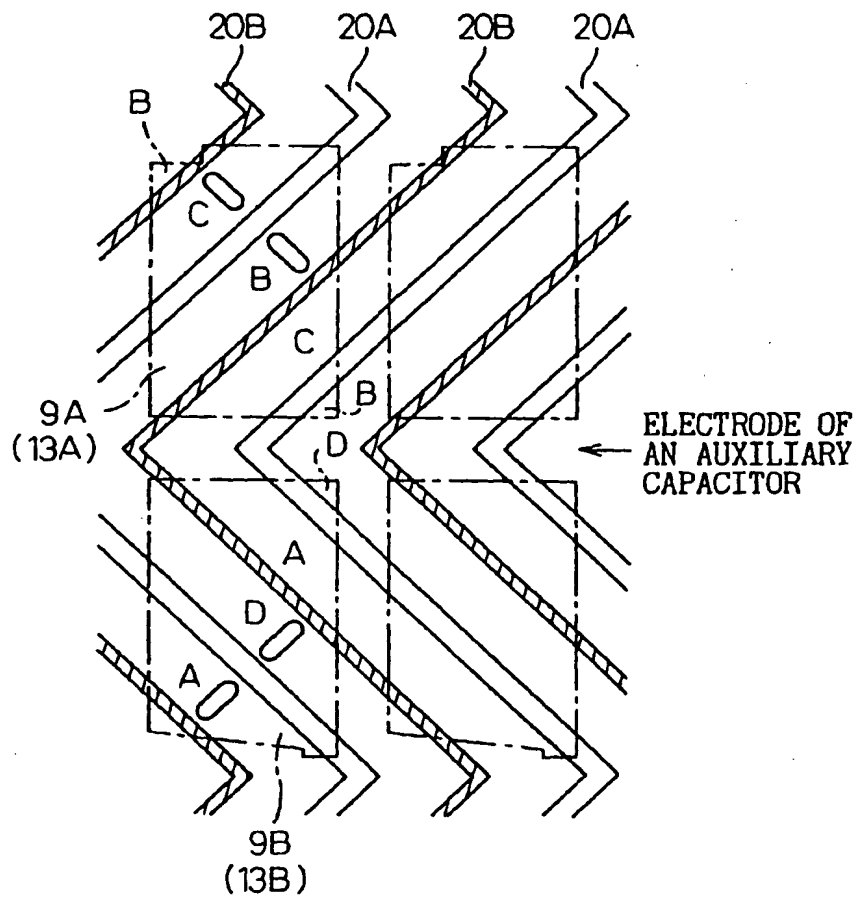 20B 20A 20B 20A
B
C
B
C
9A
(13A)
B
D
ELECTRODE OF
AN AUXILIARY
CAPACITOR
A
D
A
9B
(13B)